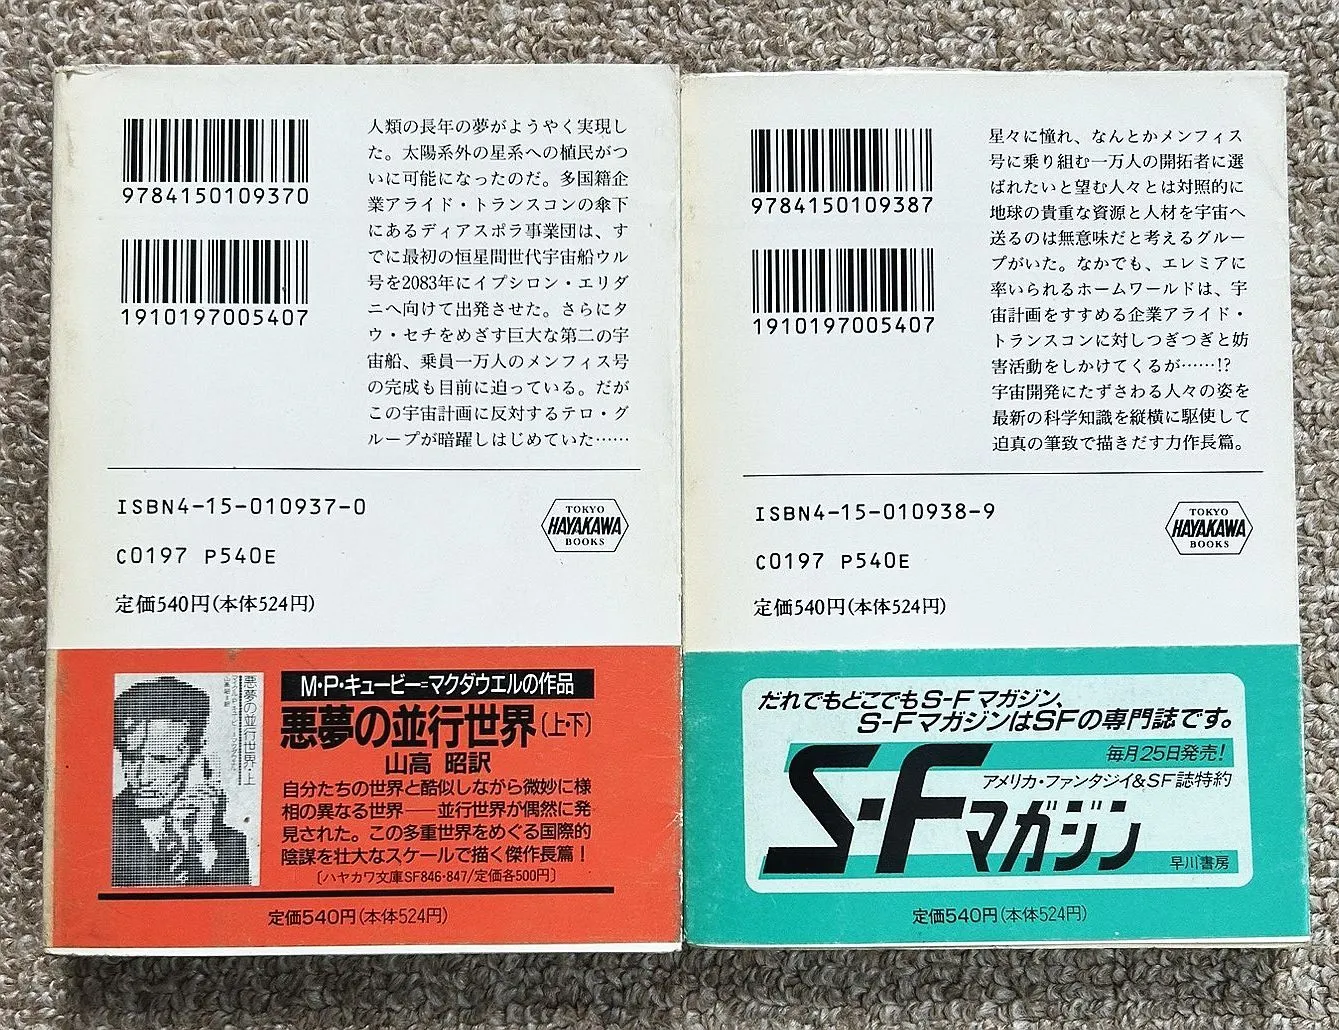 9784150109370
1910197005407
人類の長年の夢がようやく実現し
た。太陽系外の星系への植民がつ
いに可能になったのだ。多国籍企
業アライド・トランスコンの傘下
にあるディアスポラ事業団は、す
でに最初の恒星間世代宇宙船ウル
号を2083年にイプシロン・エリダ
ニへ向けて出発させた。さらにタ
ウ・セチをめざす巨大な第二の宇
宙船、乗員一万人のメンフィス号
の完成も目前に迫っている。だが
この宇宙計画に反対するテロ・グ
ループが暗躍しはじめていた……
ISBN4-15-010937-0
C0197 P540E
定価540円(本体524円)
TOKYO
HAYAKAWA
BOOKS
M・P・キュービー=マクダウエルの作品
悪夢の並行世界(上・下)
山高 昭訳
自分たちの世界と酷似しながら微妙に様
相の異なる世界──並行世界が偶然に発
見された。この多重世界をめぐる国際的
陰謀を壮大なスケールで描く傑作長篇！
〔ハヤカワ文庫SF846・847/定価各500円〕
悪夢の並行世界・上
定価540円(本体524円)
9784150109387
1910197005407
星々に憧れ、なんとかメンフィス
号に乗り組む一万人の開拓者に選
ばれたいと望む人々とは対照的に
地球の貴重な資源と人材を宇宙へ
送るのは無意味だと考えるグルー
プがいた。なかでも、エレミアに
率いられるホームワールドは、宇
宙計画をすすめる企業アライド・
トランスコンに対しつぎつぎと妨
害活動をしかけてくるが……!?
宇宙開発にたずさわる人々の姿を
最新の科学知識を縦横に駆使して
迫真の筆致で描きだす力作長篇。
ISBN4-15-010938-9
C0197 P540E
定価540円(本体524円)
TOKYO
HAYAKAWA
BOOKS
だれでもどこでもS-Fマガジン、
S-FマガジンはSFの専門誌です。
毎月25日発売！
アメリカ・ファンタジイ&SF誌特約
S-Fマガジン
早川書房
定価540円(本体524円)